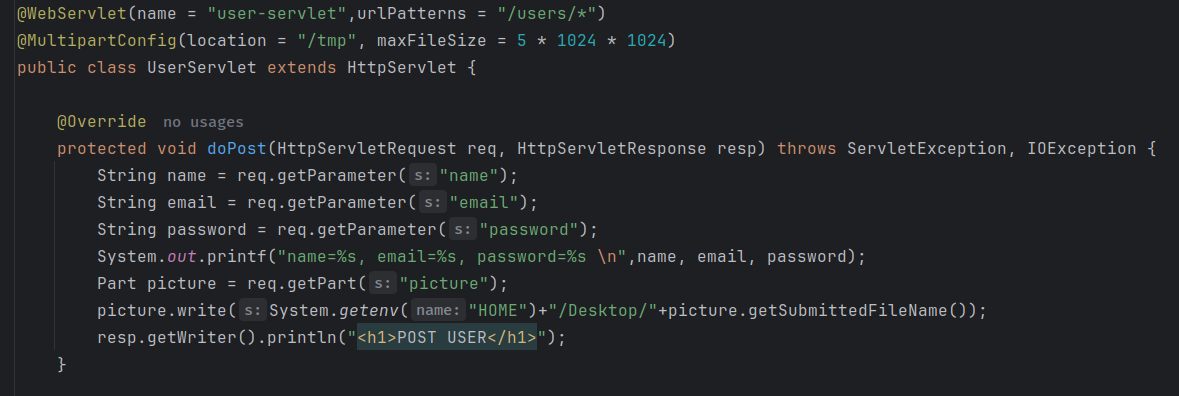 @WebServlet(name = "user-servlet",urlPatterns = "/users/*")
@MultipartConfig(location = "/tmp", maxFileSize = 5 * 1024 * 1024)
public class UserServlet extends HttpServlet {
@Override no usages
protected void doPost(HttpServletRequest req, HttpServletResponse resp) throws ServletException, IOException {
String name = req.getParameter( s: "name");
String email = req.getParameter( s: "email");
String password = req.getParameter( s: "password");
System.out.printf("name=%s, email=%s, password=%s \n",name, email, password);
Part picture = req.getPart( s: "picture");
picture.write( s: System.getenv( name: "HOME")+"/Desktop/"+picture.getSubmittedFileName());
resp.getWriter().println("<h1>POST USER</h1>");
}